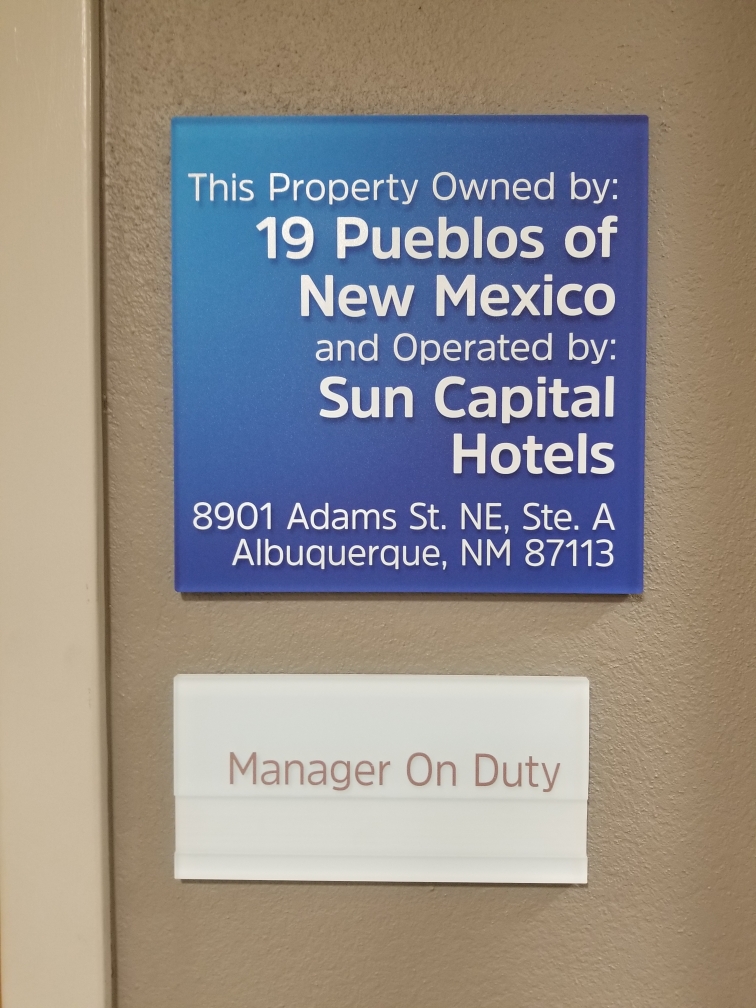 This Property Owned by:
19 Pueblos of
New Mexico
and Operated by:
Sun Capital
Hotels
8901 Adams St. NE, Ste. A
Albuquerque, NM 87113
Manager On Duty